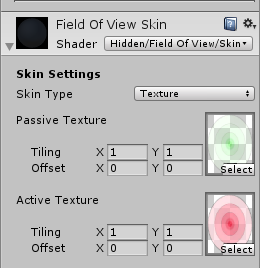 Field Of View Skin
Shader Hidden/Field Of View/Skin
Skin Settings
Skin Type Texture
Passive Texture
Tiling X 1 Y 1
Offset X 0 Y 0
Select
Active Texture
Tiling X 1 Y 1
Offset X 0 Y 0
Select